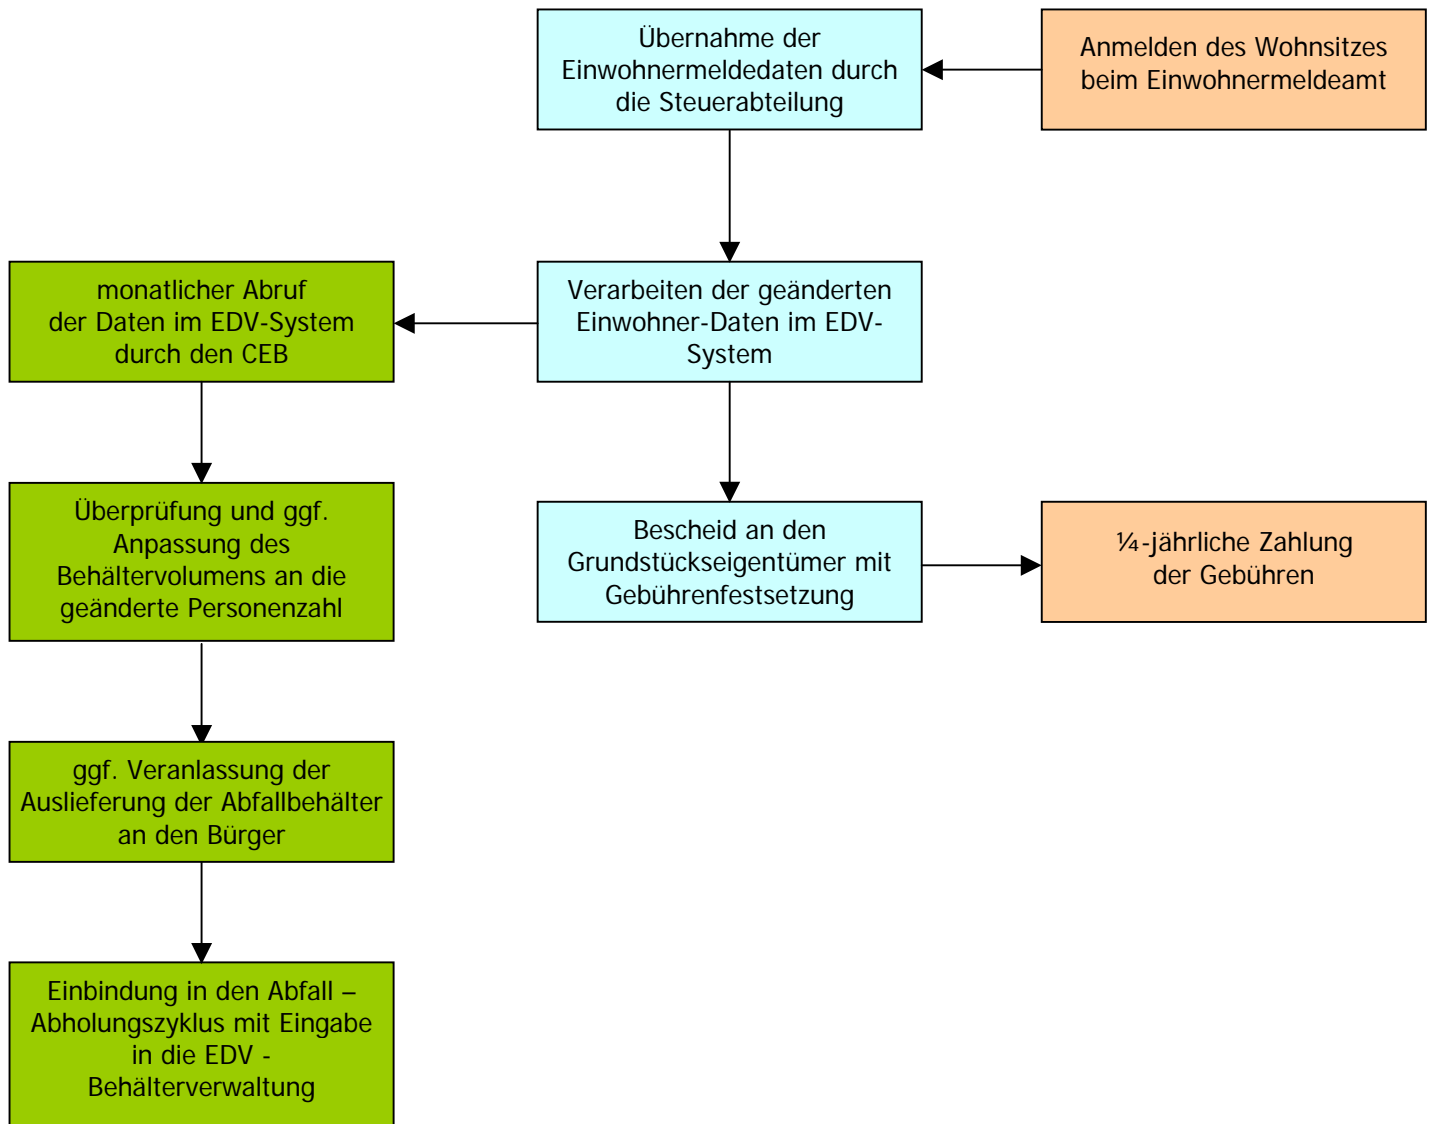 Übernahme der
Einwohnermeldedaten durch
die Steuerabteilung
Anmelden des Wohnsitzes
beim Einwohnermeldeamt
monatlicher Abruf
der Daten im EDV-System
durch den CEB
Verarbeiten der geänderten
Einwohner-Daten im EDV-
System
Überprüfung und ggf.
Anpassung des
Behältervolumens an die
geänderte Personenzahl
Bescheid an den
Grundstückseigentümer mit
Gebührenfestsetzung
¼-jährliche Zahlung
der Gebühren
ggf. Veranlassung der
Auslieferung der Abfallbehälter
an den Bürger
Einbindung in den Abfall –
Abholungszyklus mit Eingabe
in die EDV -
Behälterverwaltung